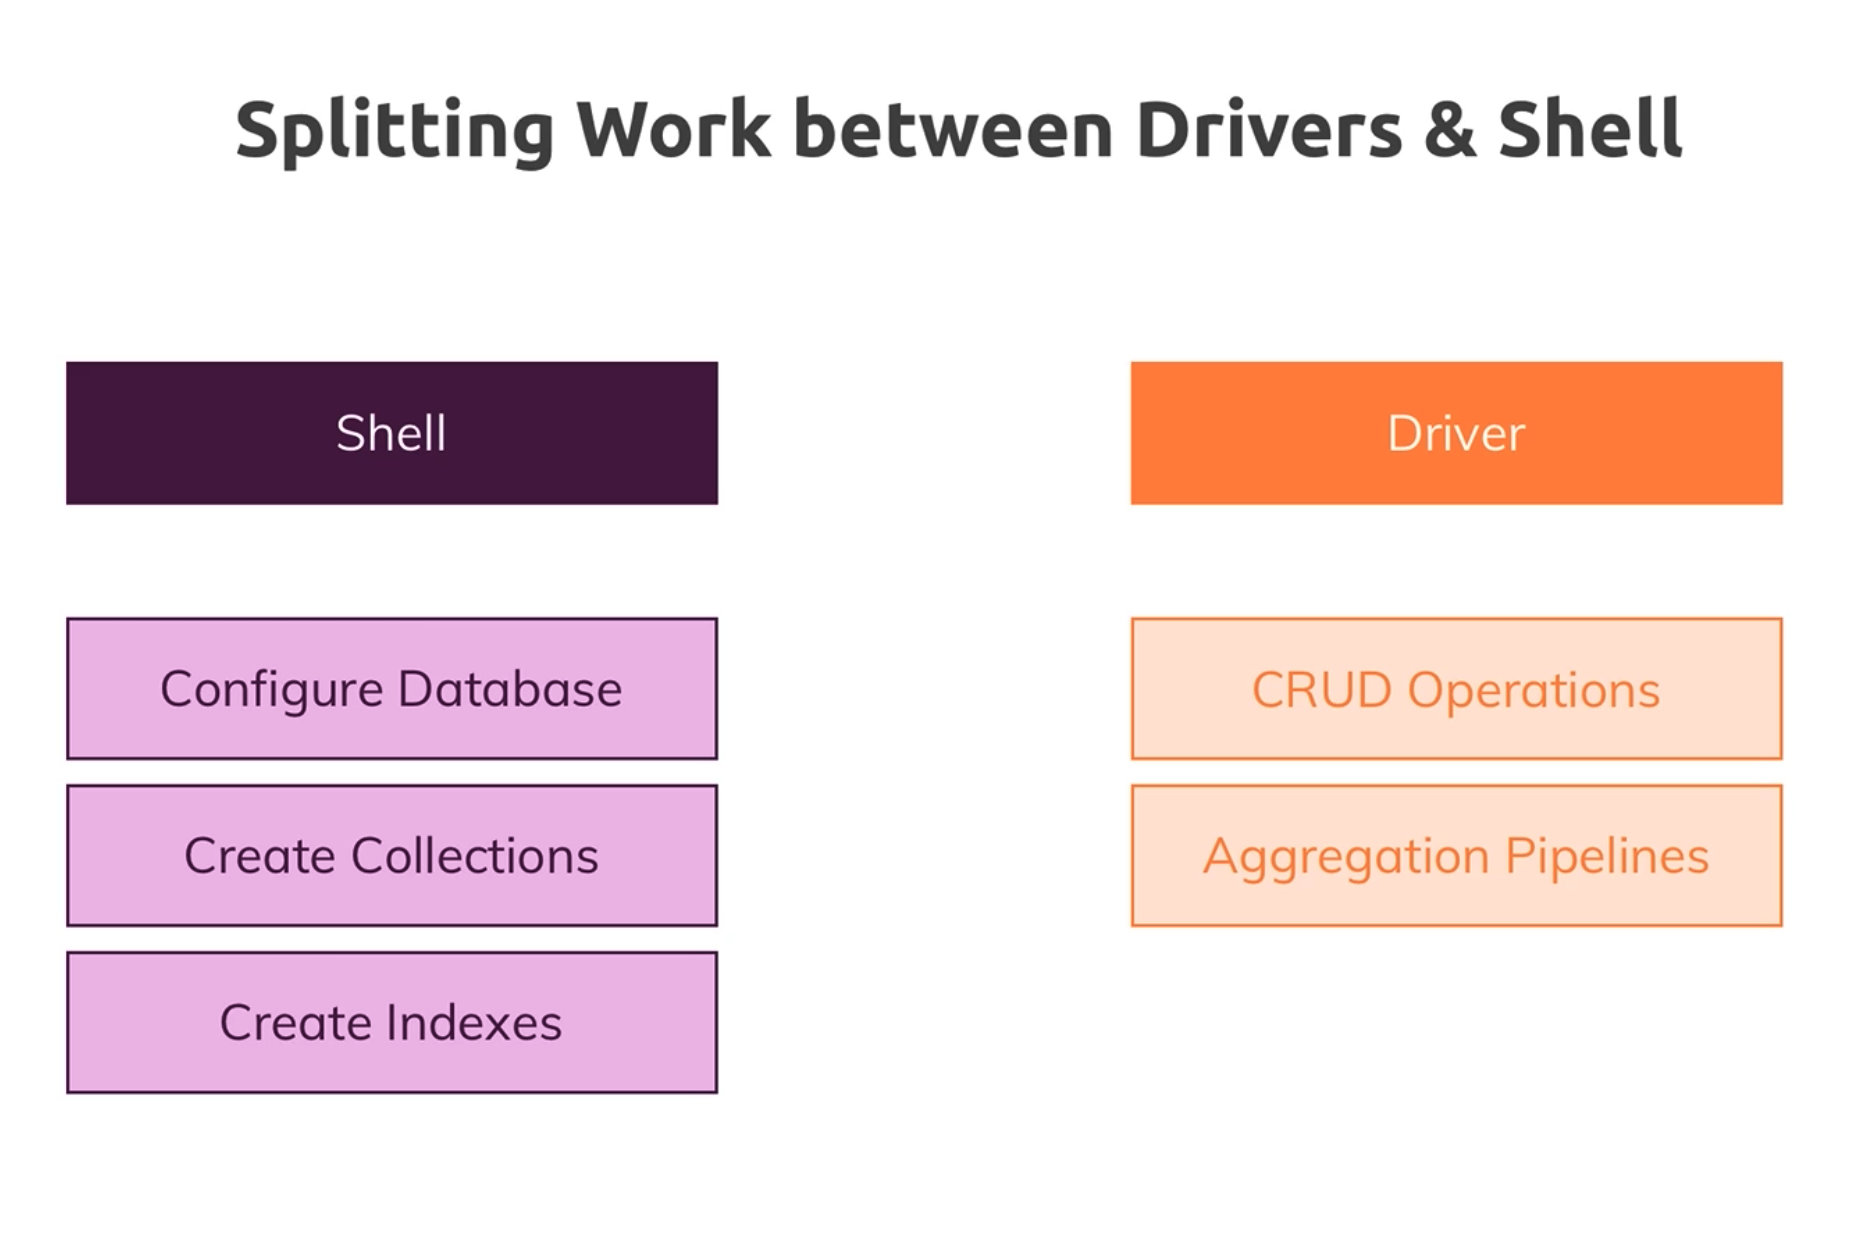 Splitting Work between Drivers & Shell
Shell
Configure Database
Create Collections
Create Indexes
Driver
CRUD Operations
Aggregation Pipelines